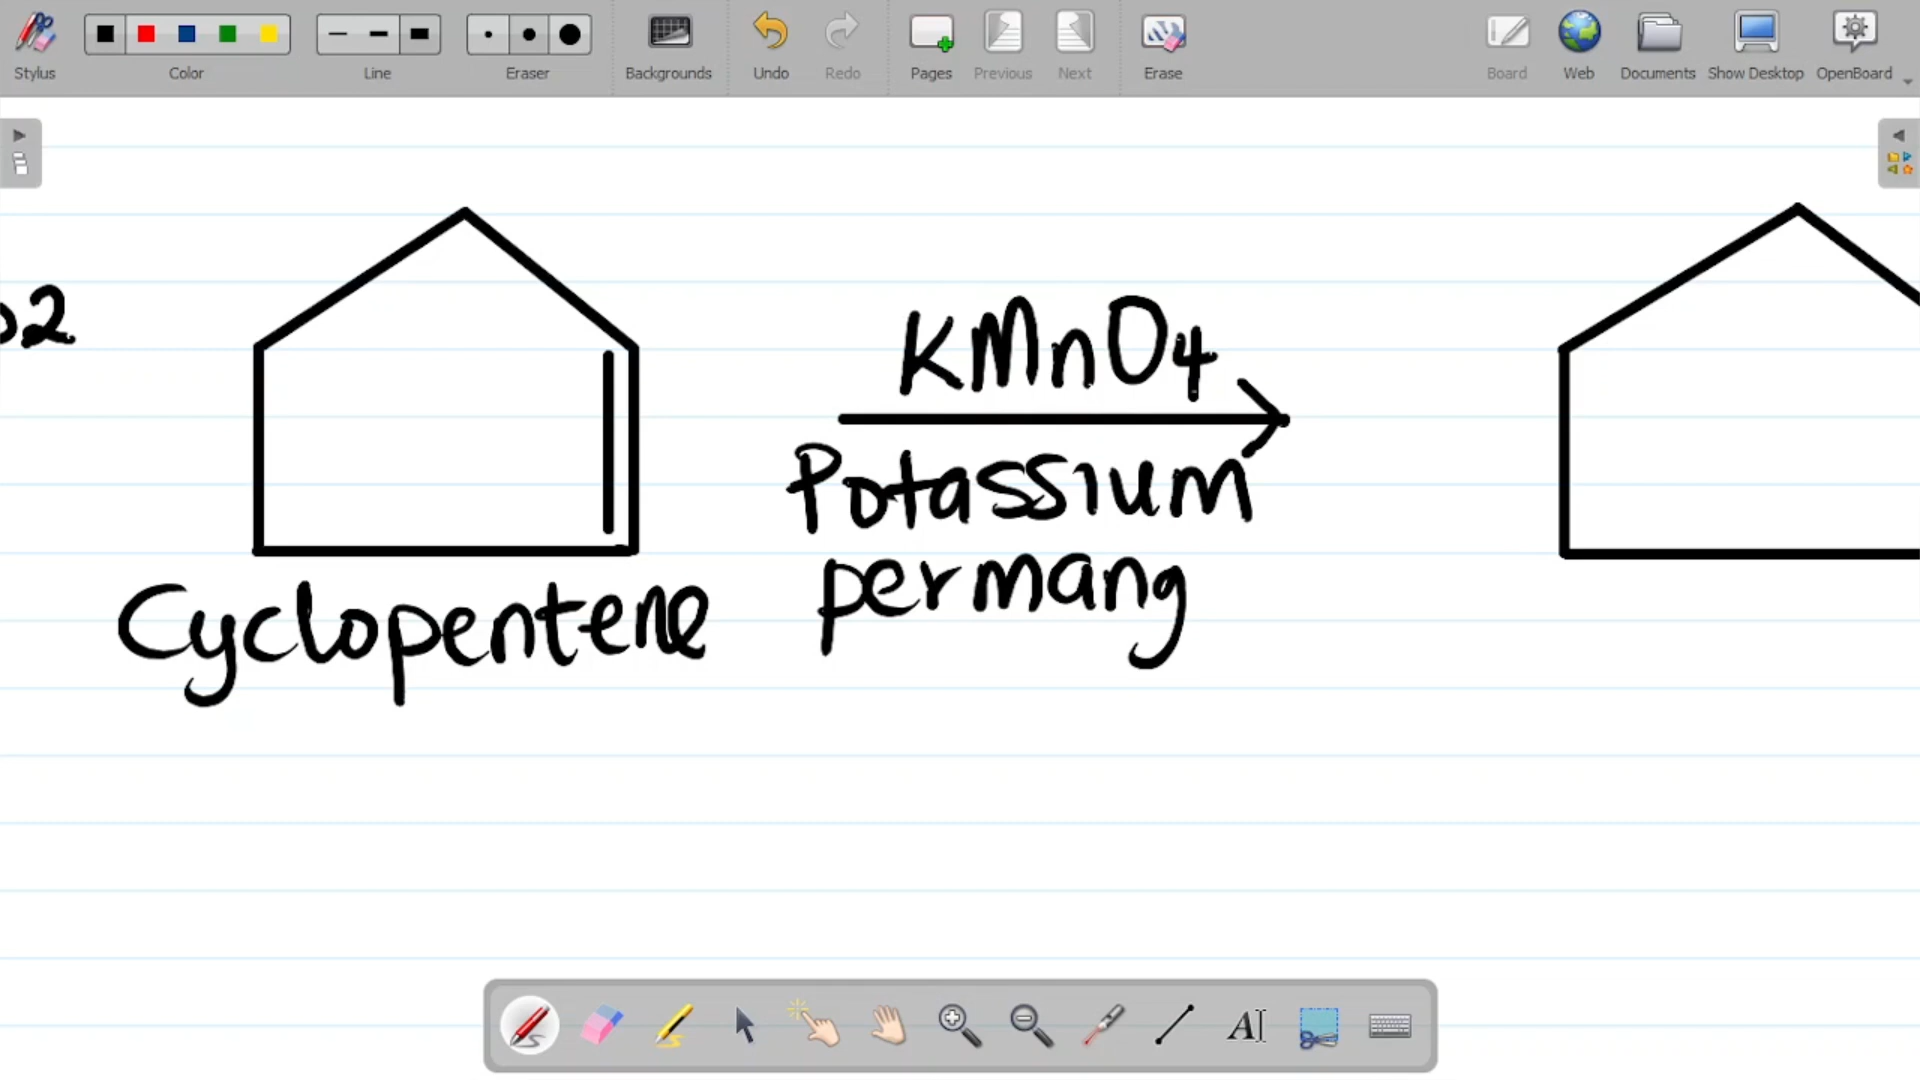 Stylus
Color
Line
Eraser
Backgrounds
Undo
Redo
Pages
Previous
Next
Erase
Board
Web
Documents
Show Desktop
OpenBoard
2
KMnO4
Potassium
permang
Cyclopentene